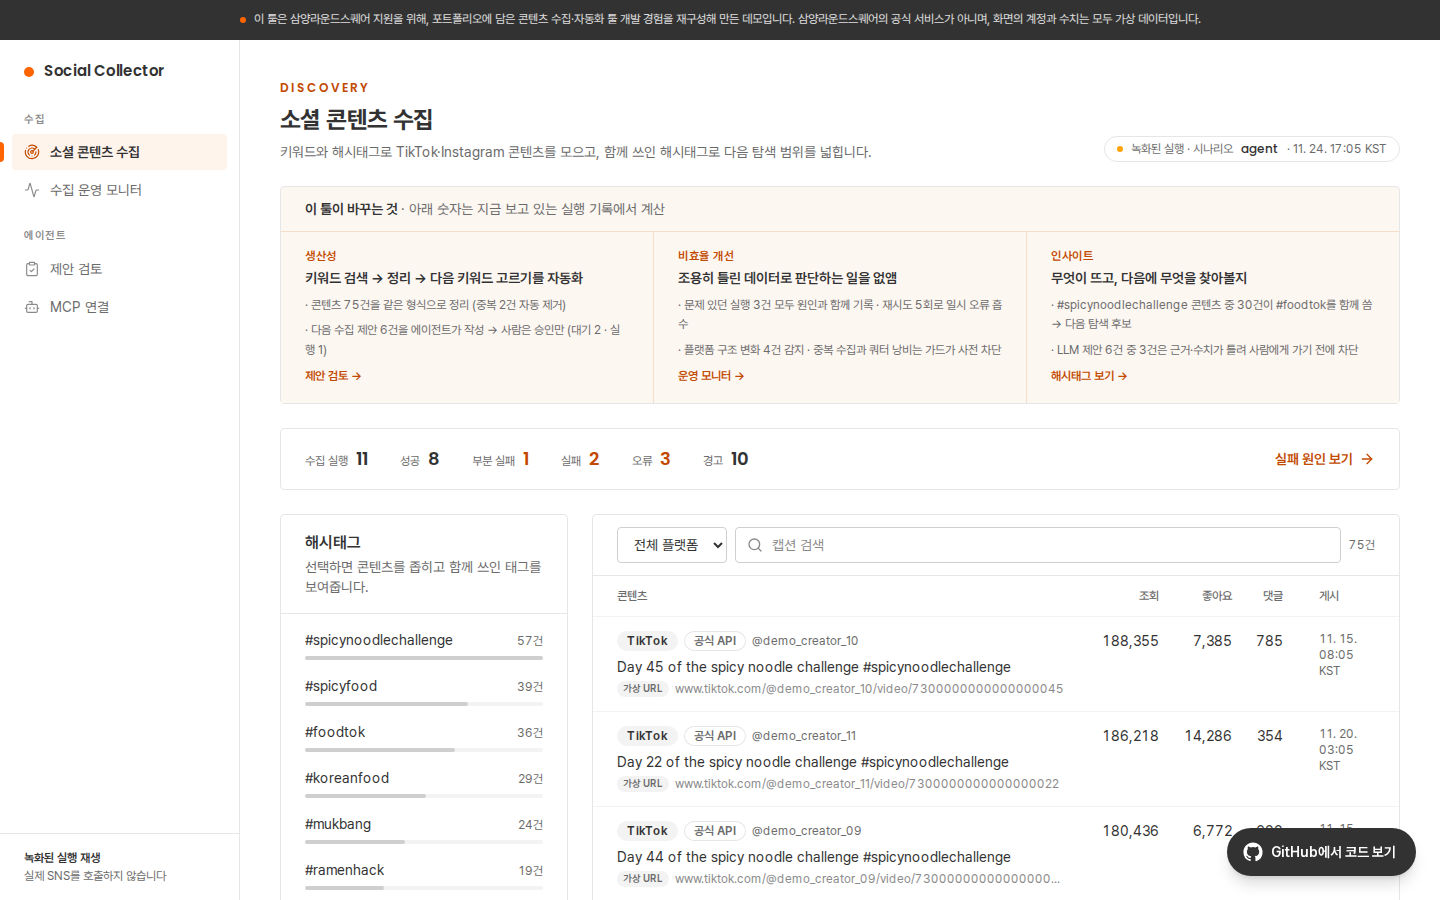 이 툴은 삼양라운드스퀘어 지원을 위해, 포트폴리오에 담은 콘텐츠 수집·자동화 툴 개발 경험을 재구성해 만든 데모입니다. 삼양라운드스퀘어의 공식 서비스가 아니며, 화면의 계정과 수치는 모두 가상 데이터입니다.
Social Collector
수집
소셜 콘텐츠 수집
수집 운영 모니터
에이전트
제안 검토
MCP 연결
녹화된 실행 재생
실제 SNS를 호출하지 않습니다
DISCOVERY
소셜 콘텐츠 수집
키워드와 해시태그로 TikTok·Instagram 콘텐츠를 모으고, 함께 쓰인 해시태그로 다음 탐색 범위를 넓힙니다.
녹화된 실행 · 시나리오 agent · 11. 24. 17:05 KST
이 툴이 바꾸는 것 · 아래 숫자는 지금 보고 있는 실행 기록에서 계산
생산성
키워드 검색 → 정리 → 다음 키워드 고르기를 자동화
· 콘텐츠 75건을 같은 형식으로 정리 (중복 2건 자동 제거)
· 다음 수집 제안 6건을 에이전트가 작성 → 사람은 승인만 (대기 2 · 실
행 1)
제안 검토 →
비효율 개선
조용히 틀린 데이터로 판단하는 일을 없앰
· 문제 있던 실행 3건 모두 원인과 함께 기록 · 재시도 5회로 일시 오류 흡
수
· 플랫폼 구조 변화 4건 감지 · 중복 수집과 쿼터 낭비는 가드가 사전 차단
운영 모니터 →
인사이트
무엇이 뜨고, 다음에 무엇을 찾아볼지
· #spicynoodlechallenge 콘텐츠 중 30건이 #foodtok를 함께 씀
→ 다음 탐색 후보
· LLM 제안 6건 중 3건은 근거·수치가 틀려 사람에게 가기 전에 차단
해시태그 보기 →
수집 실행 11 성공 8 부분 실패 1 실패 2 오류 3 경고 10
실패 원인 보기 →
해시태그
선택하면 콘텐츠를 좁히고 함께 쓰인 태그를
보여줍니다.
#spicynoodlechallenge 57건
#spicyfood 39건
#foodtok 36건
#koreanfood 29건
#mukbang 24건
#ramenhack 19건
전체 플랫폼 캡션 검색 75건
콘텐츠 조회 좋아요 댓글 게시
TikTok 공식 API @demo_creator_10 188,355 7,385 785 11. 15.
08:05
KST
Day 45 of the spicy noodle challenge #spicynoodlechallenge
가상 URL www.tiktok.com/@demo_creator_10/video/7300000000000000045
TikTok 공식 API @demo_creator_11 186,218 14,286 354 11. 20.
03:05
KST
Day 22 of the spicy noodle challenge #spicynoodlechallenge
가상 URL www.tiktok.com/@demo_creator_11/video/7300000000000000022
TikTok 공식 API @demo_creator_09 180,436 6,772
Day 44 of the spicy noodle challenge #spicynoodlechallenge
가상 URL www.tiktok.com/@demo_creator_09/video/73000000000000000...
GitHub에서 코드 보기